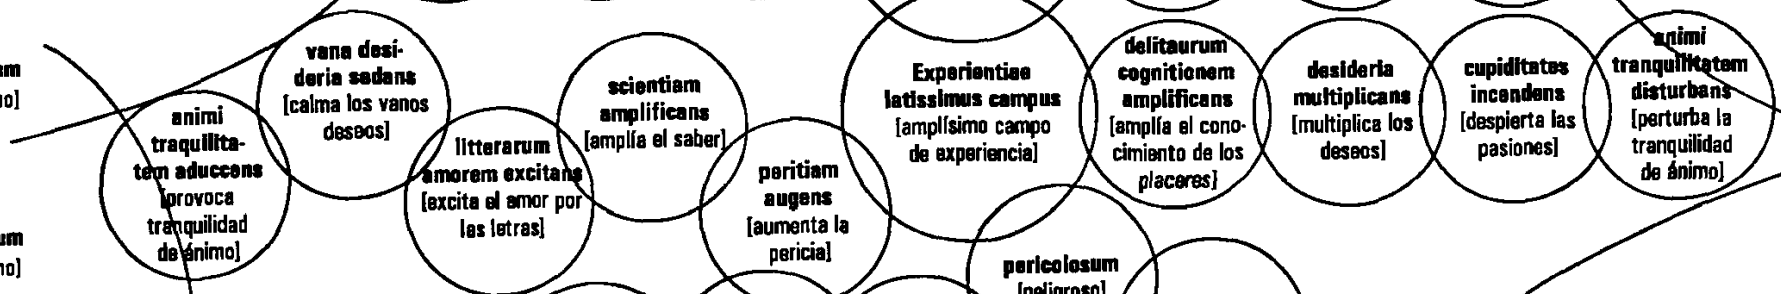 animi
traquilita-
tem aduccens
[provoca
tranquilidad
de ánimo]
vana desi-
deria sedans
[calma los vanos
deseos]
litterarum
amorem excitans
[excita el amor por
las letras]
scientiam
amplificans
[amplía el saber]
peritiam
augens
[aumenta la
pericia]
Experientiae
latissimus campus
[amplísimo campo
de experiencia]
delitaurum
cognitionem
amplificans
[amplía el cono-
cimiento de los
placeres]
desideria
multiplicans
[multiplica los
deseos]
cupiditates
incendens
[despierta las
pasiones]
animi
tranquilitatem
disturbans
[perturba la
tranquilidad
de ánimo]
pericolosum
[peligroso]